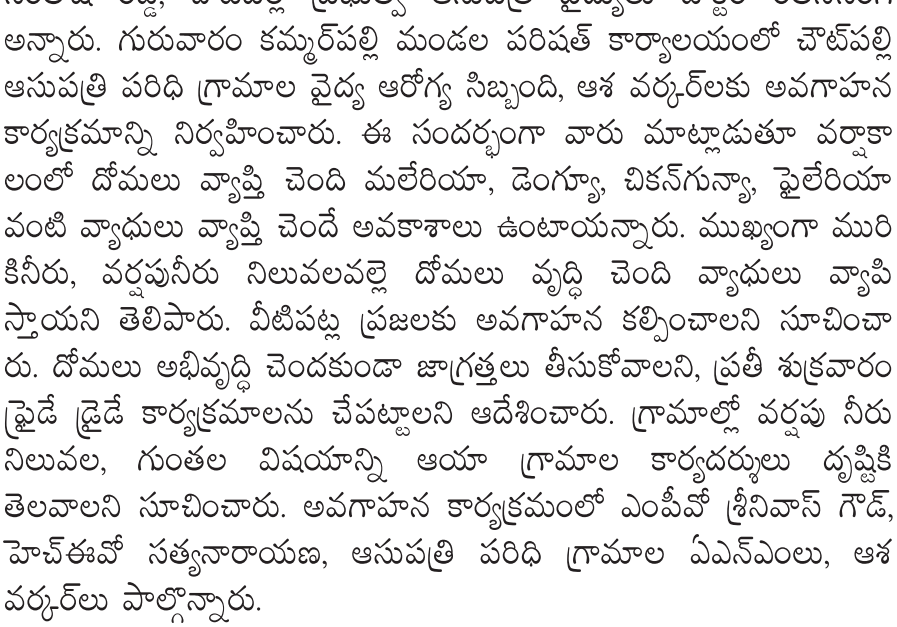 అన్నారు. గురువారం కమ్మర్‌పల్లి మండల పరిషత్ కార్యాలయంలో చౌట్‌పల్లి
ఆసుపత్రి పరిధి గ్రామాల వైద్య ఆరోగ్య సిబ్బంది, ఆశ వర్కర్‌లకు అవగాహన
కార్యక్రమాన్ని నిర్వహించారు. ఈ సందర్భంగా వారు మాట్లాడుతూ వర్షాకా
లంలో దోమలు వ్యాప్తి చెంది మలేరియా, డెంగ్యూ, చికన్‌గున్యా, ఫైలేరియా
వంటి వ్యాధులు వ్యాప్తి చెందే అవకాశాలు ఉంటాయన్నారు. ముఖ్యంగా మురి
కినీరు, వర్షపునీరు నిలువలవల్లె దోమలు వృద్ధి చెంది వ్యాధులు వ్యాపి
స్తాయని తెలిపారు. వీటిపట్ల ప్రజలకు అవగాహన కల్పించాలని సూచించా
రు. దోమలు అభివృద్ధి చెందకుండా జాగ్రత్తలు తీసుకోవాలని, ప్రతీ శుక్రవారం
ఫ్రైడే డ్రైడే కార్యక్రమాలను చేపట్టాలని ఆదేశించారు. గ్రామాల్లో వర్షపు నీరు
నిలువల, గుంతల విషయాన్ని ఆయా గ్రామాల కార్యదర్శులు దృష్టికి
తెలవాలని సూచించారు. అవగాహన కార్యక్రమంలో ఎంపీవో శ్రీనివాస్ గౌడ్,
హెచ్ఈవో సత్యనారాయణ, ఆసుపత్రి పరిధి గ్రామాల ఏఎన్ఎంలు, ఆశ
వర్కర్‌లు పాల్గొన్నారు.